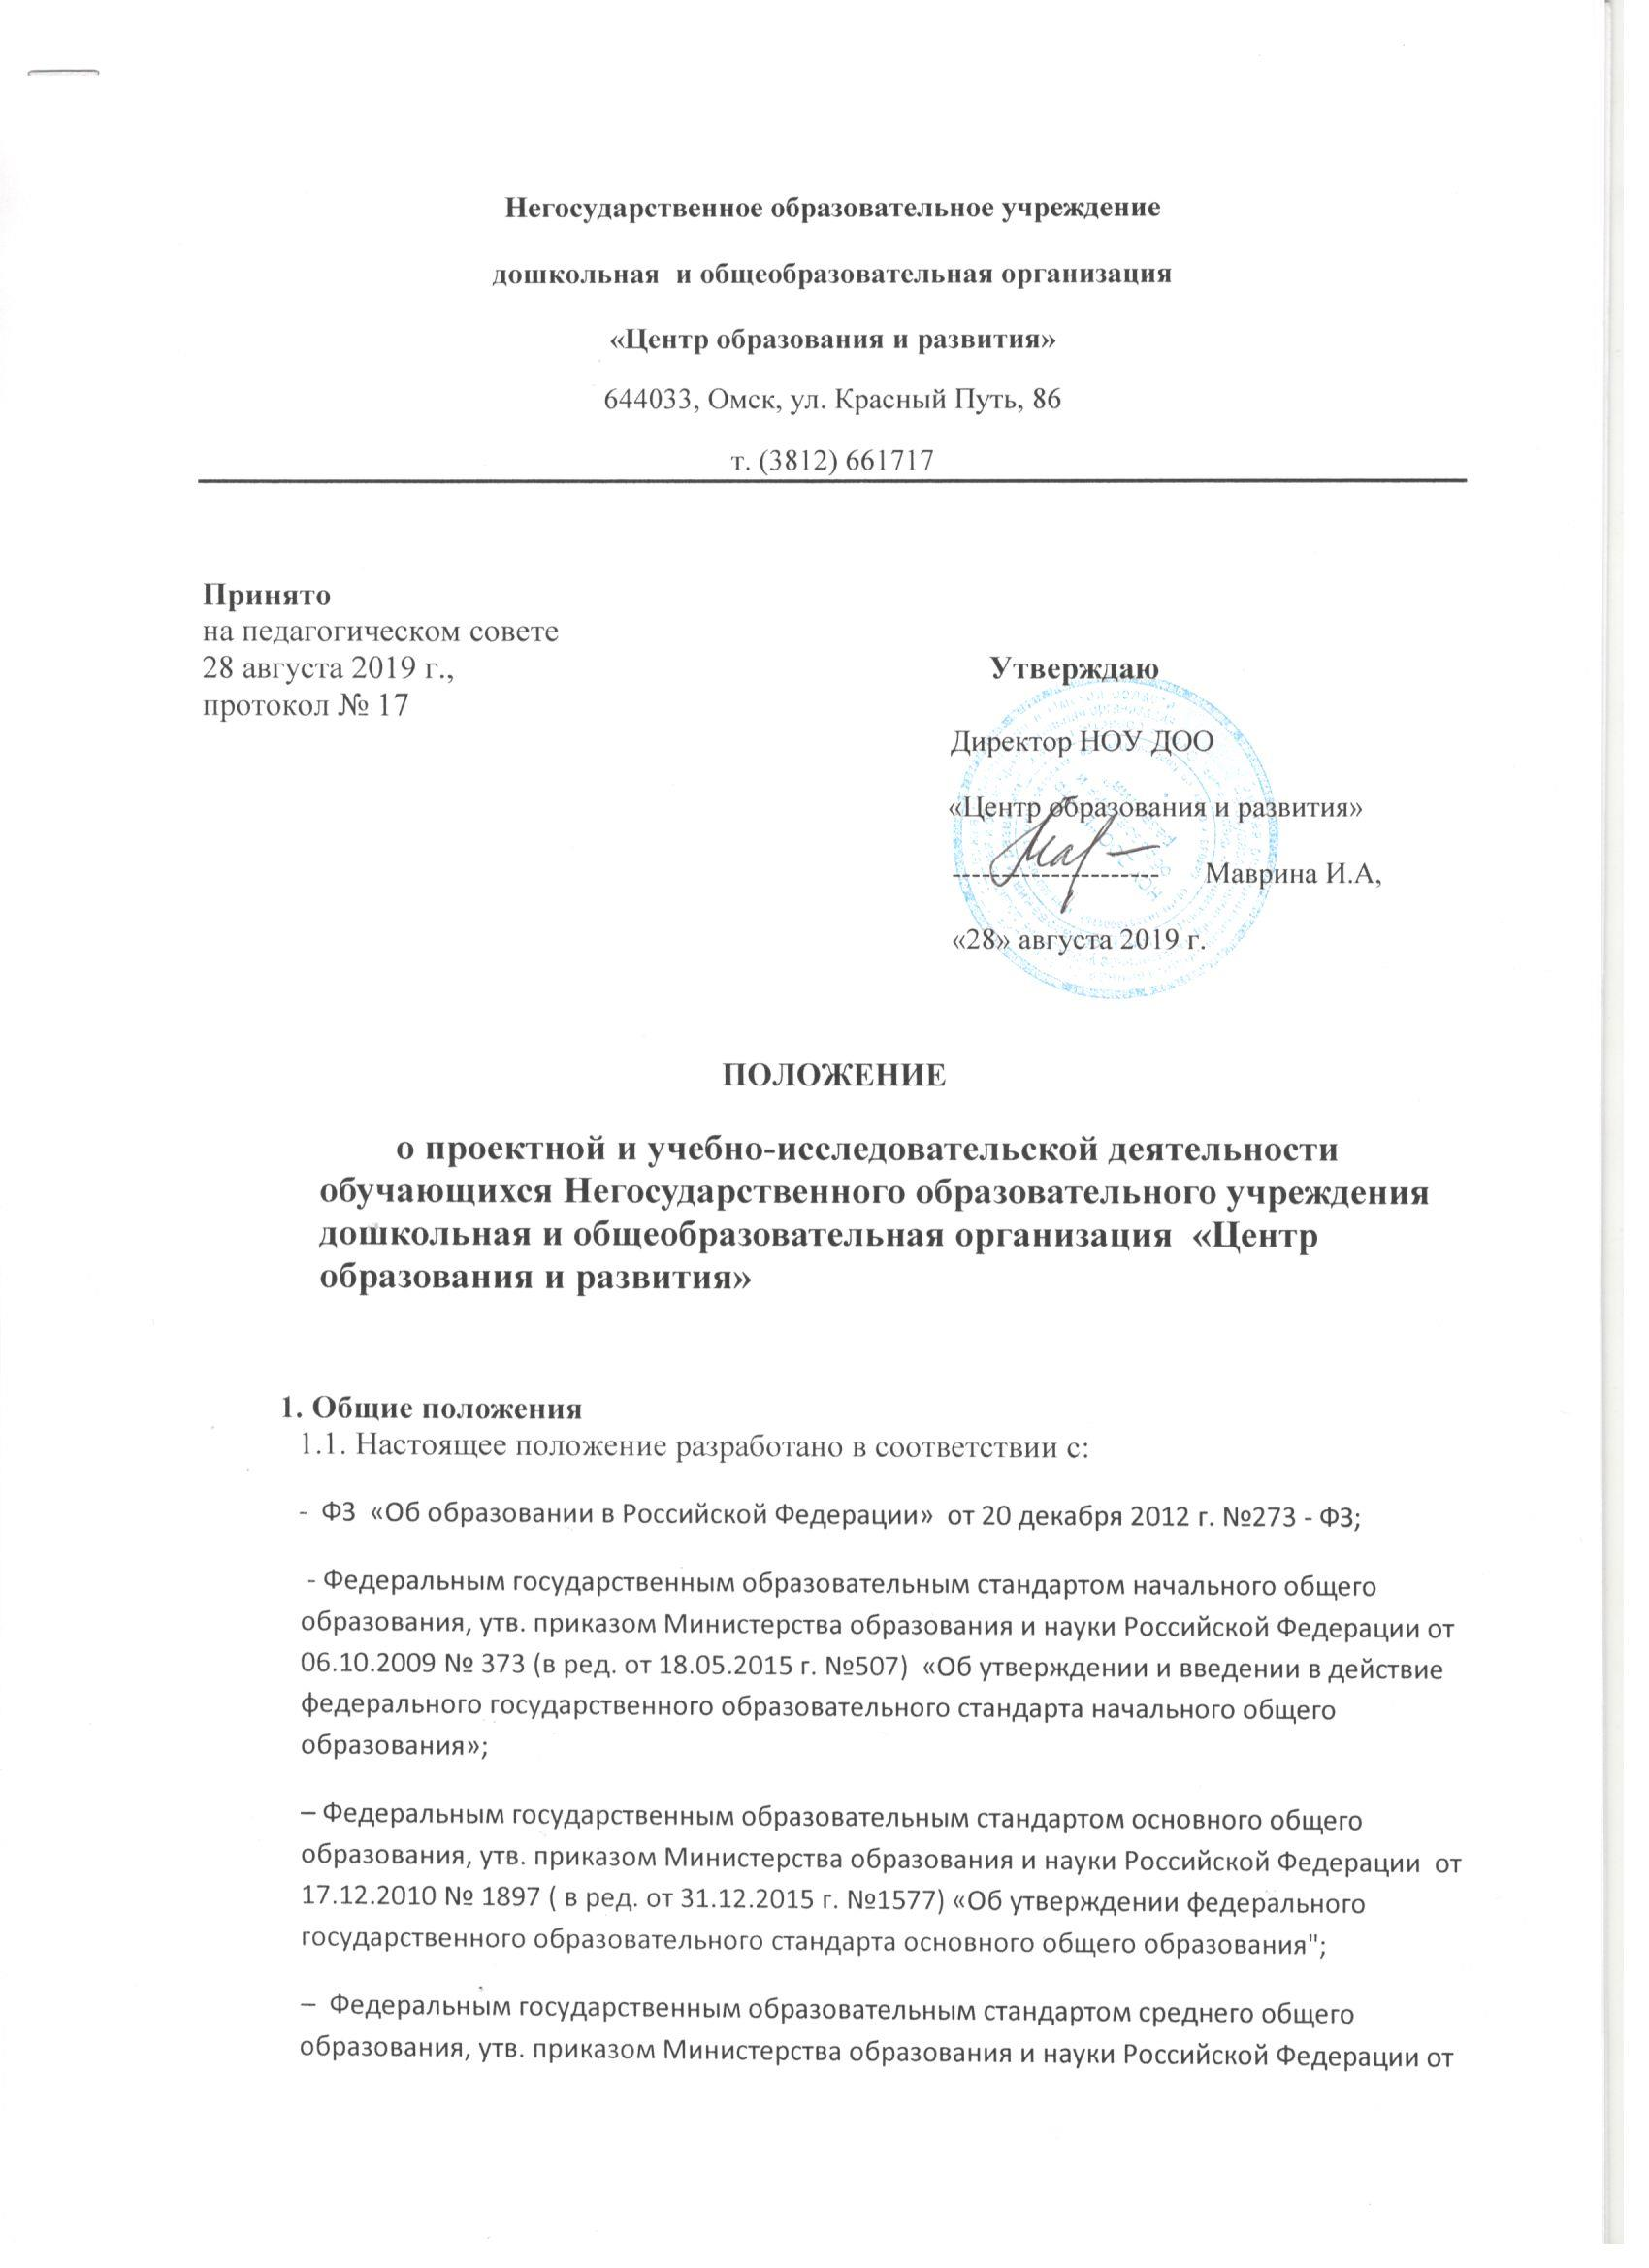 Негосударственное образовательное учреждение
дошкольная и общеобразовательная организация
«Центр образования и развития»
644033, Омск, ул. Красный Путь, 86
т. (3812) 661717
Принято
на педагогическом совете
28 августа 2019 г.,
протокол № 17
Утверждаю
Директор НОУ ДОО
«Центр образования и развития»
--------------------- Маврина И.А,
«28» августа 2019 г.
ПОЛОЖЕНИЕ
о проектной и учебно-исследовательской деятельности
обучающихся Негосударственного образовательного учреждения
дошкольная и общеобразовательная организация «Центр
образования и развития»
1. Общие положения
1.1. Настоящее положение разработано в соответствии с:
- ФЗ «Об образовании в Российской Федерации» от 20 декабря 2012 г. №273 - ФЗ;
- Федеральным государственным образовательным стандартом начального общего
образования, утв. приказом Министерства образования и науки Российской Федерации от
06.10.2009 № 373 (в ред. от 18.05.2015 г. №507) «Об утверждении и введении в действие
федерального государственного образовательного стандарта начального общего
образования»;
– Федеральным государственным образовательным стандартом основного общего
образования, утв. приказом Министерства образования и науки Российской Федерации от
17.12.2010 № 1897 ( в ред. от 31.12.2015 г. №1577) «Об утверждении федерального
государственного образовательного стандарта основного общего образования";
– Федеральным государственным образовательным стандартом среднего общего
образования, утв. приказом Министерства образования и науки Российской Федерации от